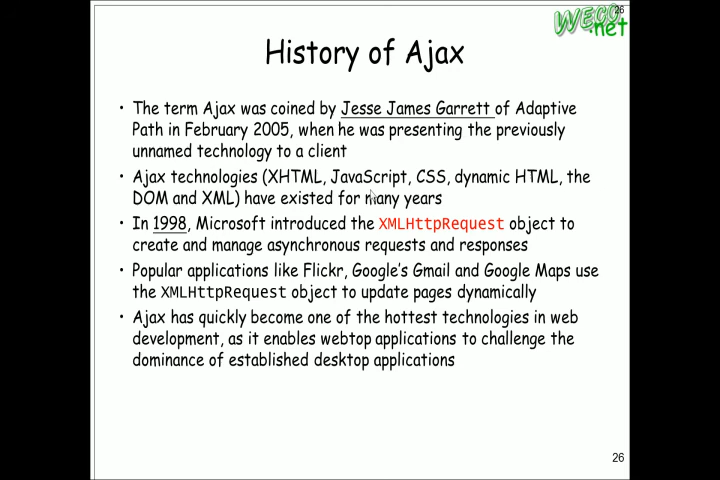 26
WECO
.net
History of Ajax
• The term Ajax was coined by Jesse James Garrett of Adaptive
Path in February 2005, when he was presenting the previously
unnamed technology to a client
• Ajax technologies (XHTML, JavaScript, CSS, dynamic HTML, the
DOM and XML) have existed for many years
• In 1998, Microsoft introduced the XMLHttpRequest object to
create and manage asynchronous requests and responses
• Popular applications like Flickr, Google's Gmail and Google Maps use
the XMLHttpRequest object to update pages dynamically
• Ajax has quickly become one of the hottest technologies in web
development, as it enables webtop applications to challenge the
dominance of established desktop applications
26